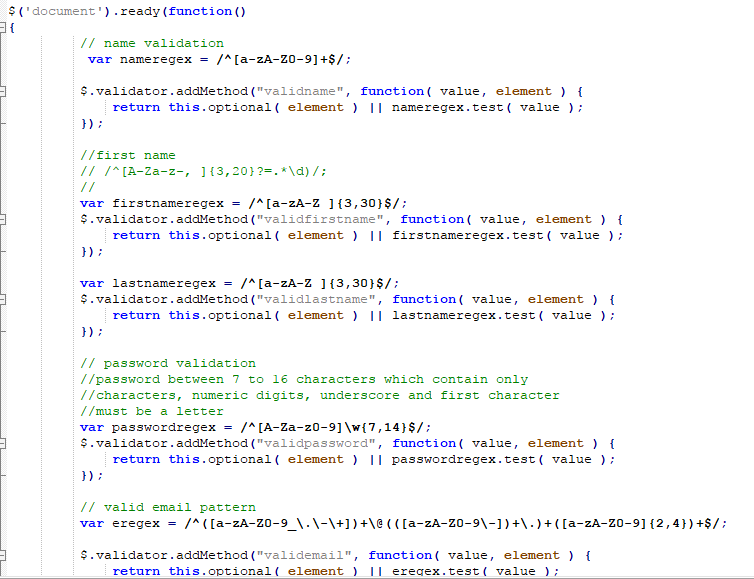 $('document').ready(function()
{
// name validation
var nameregex = /^[a-zA-Z0-9]+$/;
$.validator.addMethod("validname", function( value, element ) {
return this.optional( element ) || nameregex.test( value );
});
//first name
// /^[A-Za-z-, ]{3,20}?=.*\d)/;
//
var firstnameregex = /^[a-zA-Z ]{3,30}$/;
$.validator.addMethod("validfirstname", function( value, element ) {
return this.optional( element ) || firstnameregex.test( value );
});
var lastnameregex = /^[a-zA-Z ]{3,30}$/;
$.validator.addMethod("validlastname", function( value, element ) {
return this.optional( element ) || lastnameregex.test( value );
});
// password validation
//password between 7 to 16 characters which contain only
//characters, numeric digits, underscore and first character
//must be a letter
var passwordregex = /^[A-Za-z0-9]\w{7,14}$/;
$.validator.addMethod("validpassword", function( value, element ) {
return this.optional( element ) || passwordregex.test( value );
});
// valid email pattern
var eregex = /^([a-zA-Z0-9_\.\-\+])+\@(([a-zA-Z0-9\-])+\.)+([a-zA-Z0-9]{2,4})+$/;
$.validator.addMethod("validemail", function( value, element ) {
return this.optional( element ) || eregex.test( value );